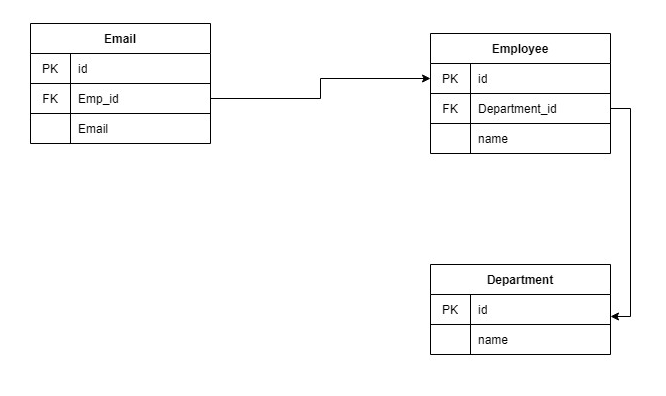 Email
PK id
FK Emp_id
Email
Employee
PK id
FK Department_id
name
Department
PK id
name